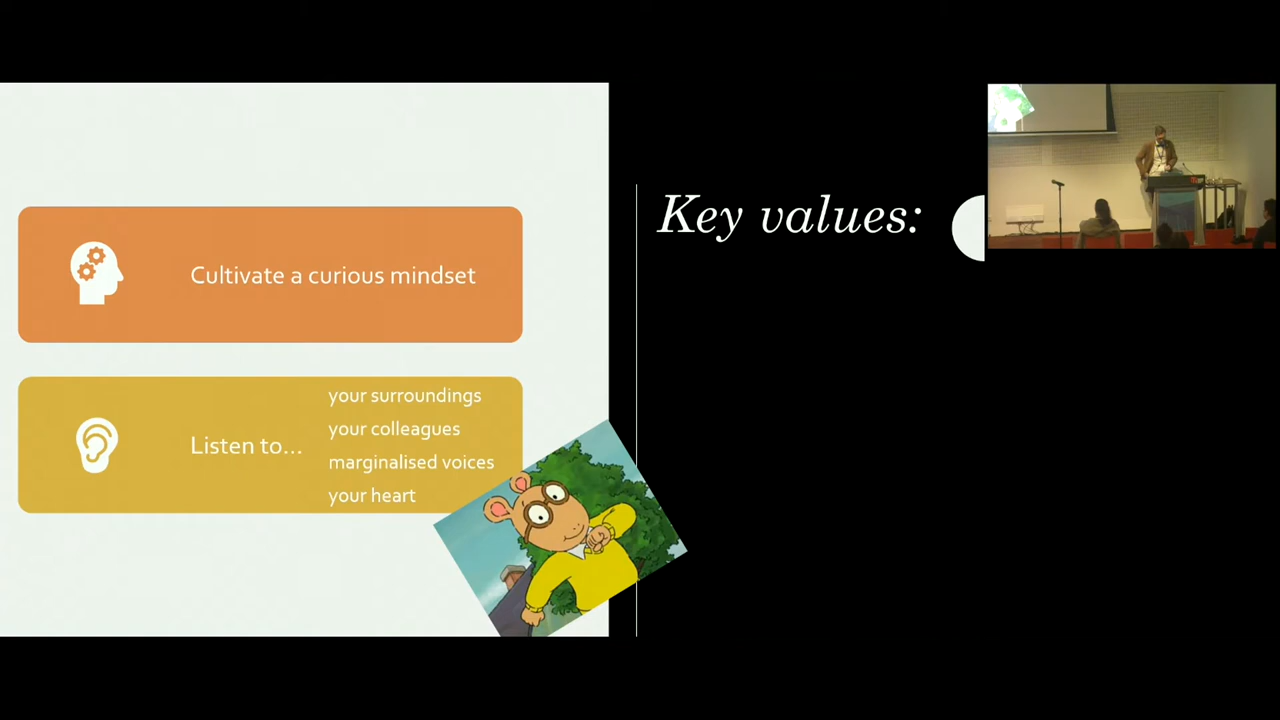 Key values:
Cultivate a curious mindset
Listen to...
your surroundings
your colleagues
marginalised voices
your heart